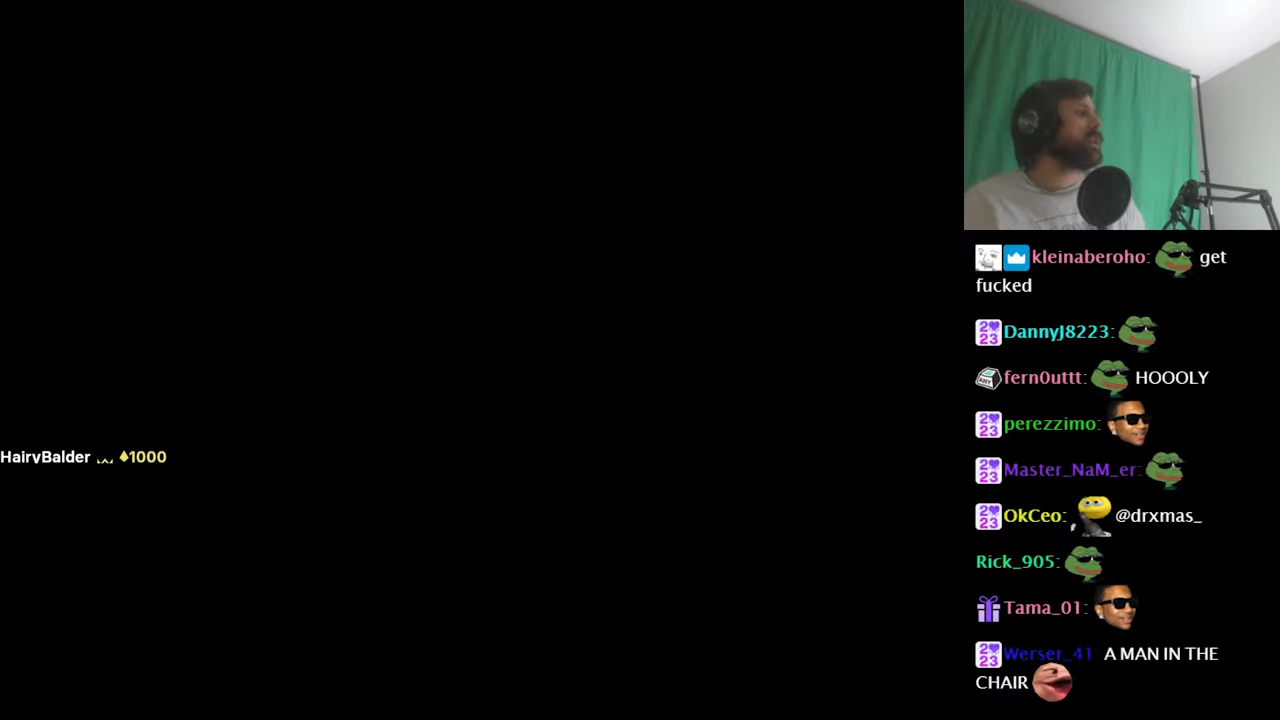 kleinaberoho: get
fucked
DannyJ8223:
fern0uttt: HOOOLY
perezzimo:
HairyBalder 1000
Master_NaM_er:
OkCeo: @drxmas_
Rick_905:
Tama_01:
Werser_41: A MAN IN THE
CHAIR